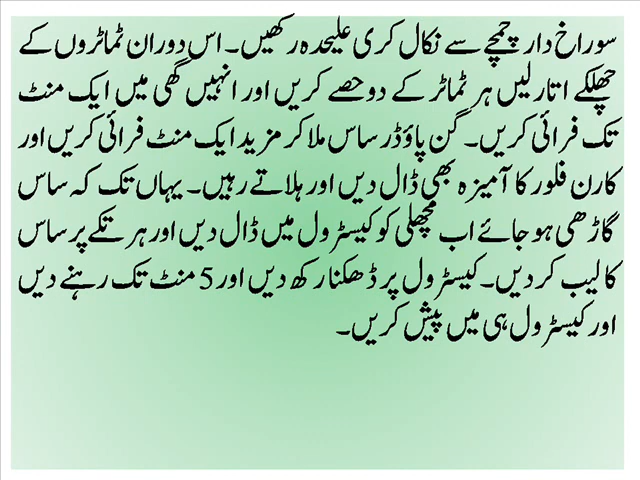 سوراخ دار چمچے سے نکال کری علیحدہ رکھیں۔ اس دوران ٹماٹروں کے
چھلکے اتار لیں ہر ٹماٹر کے دو حصے کریں اور انہیں گھی میں ایک منٹ
تک فرائی کریں۔ گن پاؤڈر ساس ملا کر مزید ایک منٹ فرائی کریں اور
کارن فلور کا آمیزہ بھی ڈال دیں اور ہلاتے رہیں۔ یہاں تک کہ ساس
گاڑھی ہو جائے اب مچھلی کو کیسٹرول میں ڈال دیں اور ہر تکے پر ساس
کا لیپ کر دیں۔ کیسٹرول پر ڈھکنا رکھ دیں اور 5 منٹ تک رہنے دیں
اور کیسٹرول ہی میں پیش کریں۔